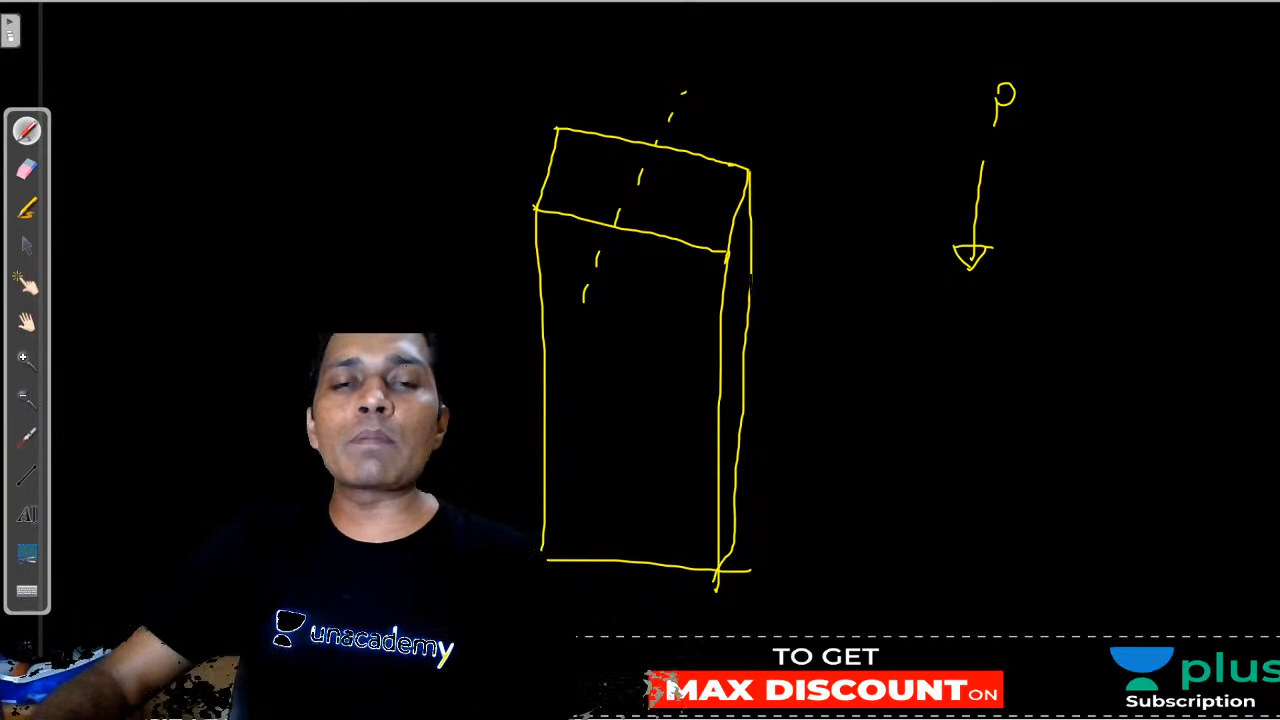 P
unacademy
TO GET
MAX DISCOUNT ON
plus
Subscription